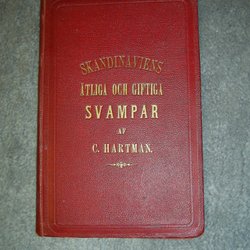 SKANDINAVIENS
ÄTLIGA OCH GIFTIGA
SVAMPAR
AF
C. HARTMAN.